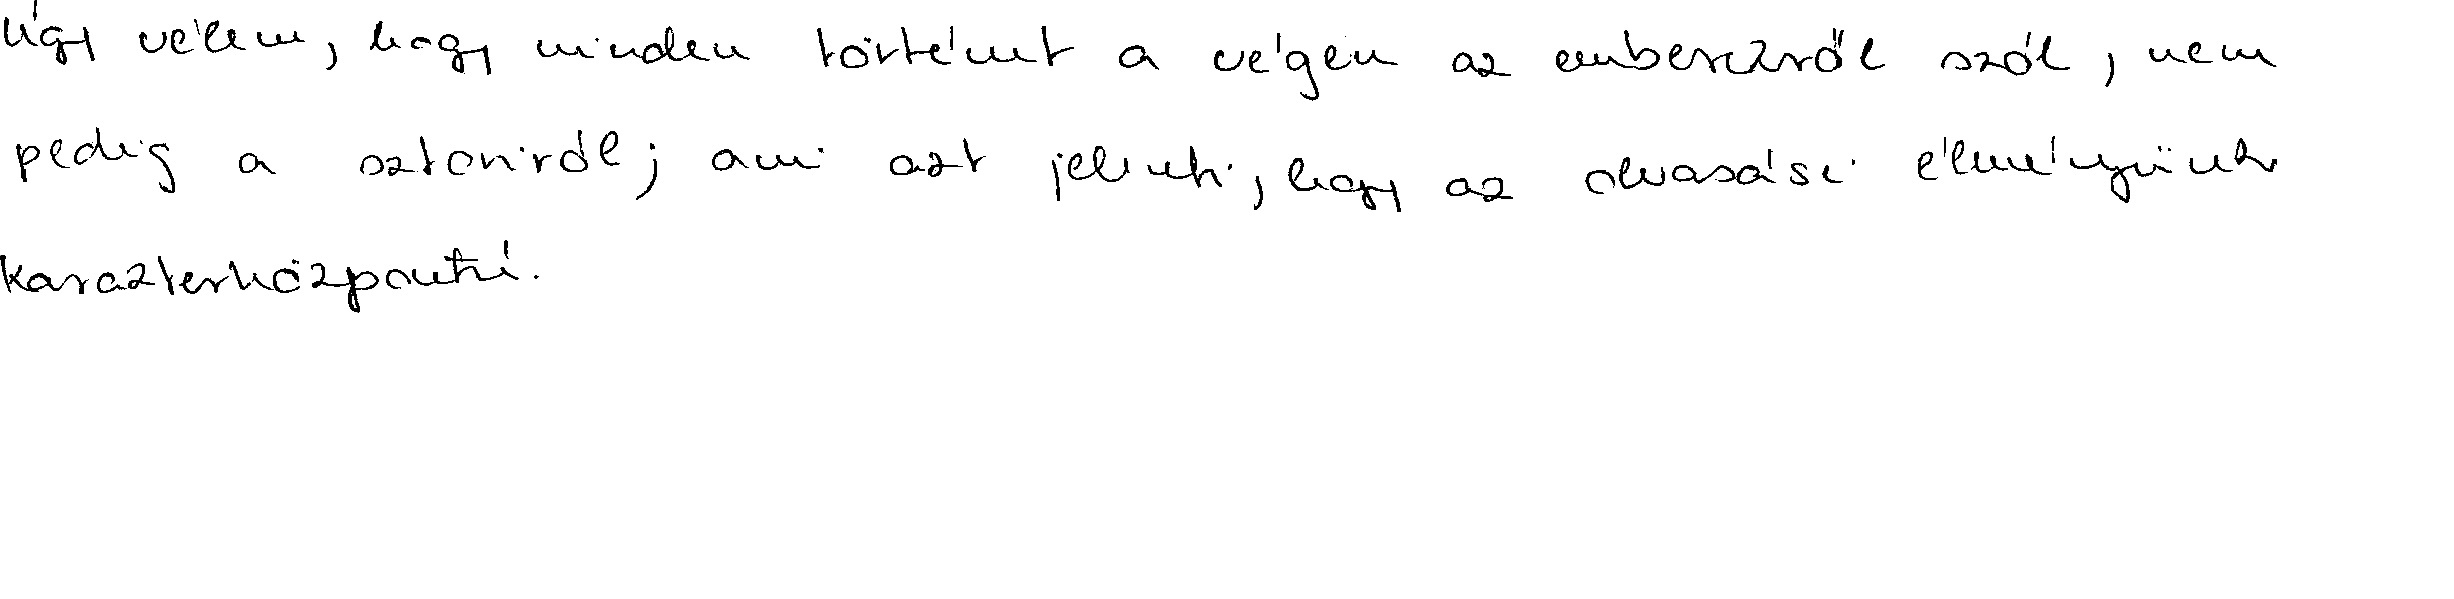 Úgy vélem, hogy minden történet a végén az emberekről szól, nem
pedig a sztoriról; ami azt jelenti, hogy az olvasási élményünk
karakterközpontú.